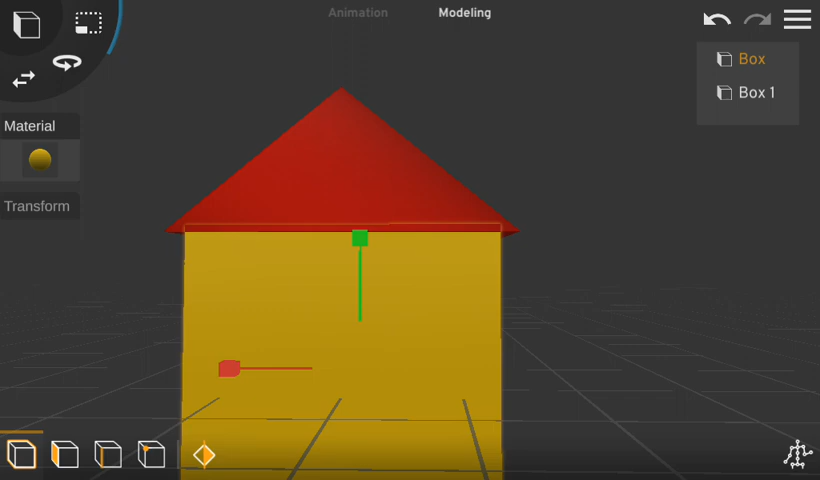 Animation
Modeling
Box
Box 1
Material
Transform